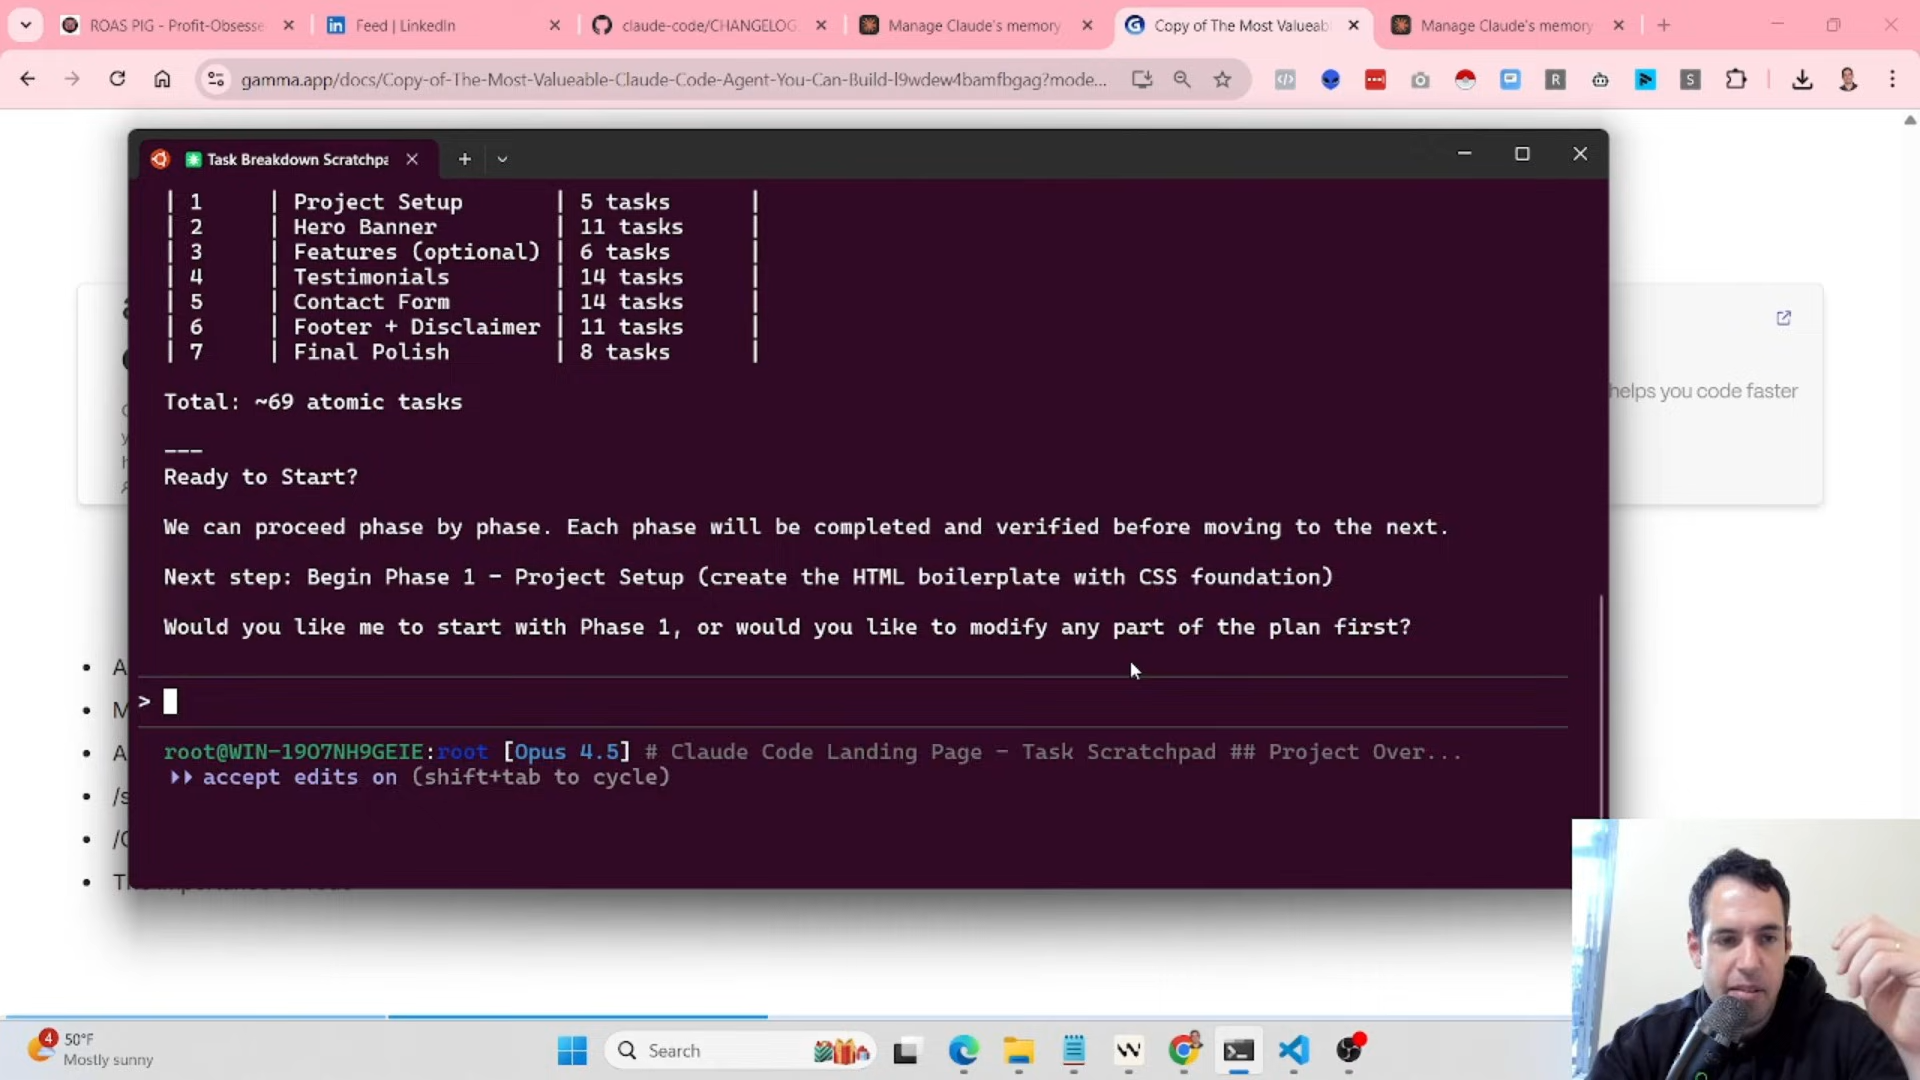 ROAS PIG - Profit-Obsesse
Feed | LinkedIn
claude-code/CHANGELOG.
Manage Claude's memory
Copy of The Most Valueabl
Manage Claude's memory
gamma.app/docs/Copy-of-The-Most-Valueable-Claude-Code-Agent-You-Can-Build-l9wdew4bamfbgag?mode...
Task Breakdown Scratchpa
| 1 | Project Setup | 5 tasks |
| 2 | Hero Banner | 11 tasks |
| 3 | Features (optional) | 6 tasks |
| 4 | Testimonials | 14 tasks |
| 5 | Contact Form | 14 tasks |
| 6 | Footer + Disclaimer | 11 tasks |
| 7 | Final Polish | 8 tasks |
helps you code faster
Total: ~69 atomic tasks
---
Ready to Start?
We can proceed phase by phase. Each phase will be completed and verified before moving to the next.
Next step: Begin Phase 1 - Project Setup (create the HTML boilerplate with CSS foundation)
Would you like me to start with Phase 1, or would you like to modify any part of the plan first?
>
root@WIN-19O7NH9GEIE:root [Opus 4.5] # Claude Code Landing Page - Task Scratchpad ## Project Over...
accept edits on (shift+tab to cycle)
4
50°F
Mostly sunny
Search